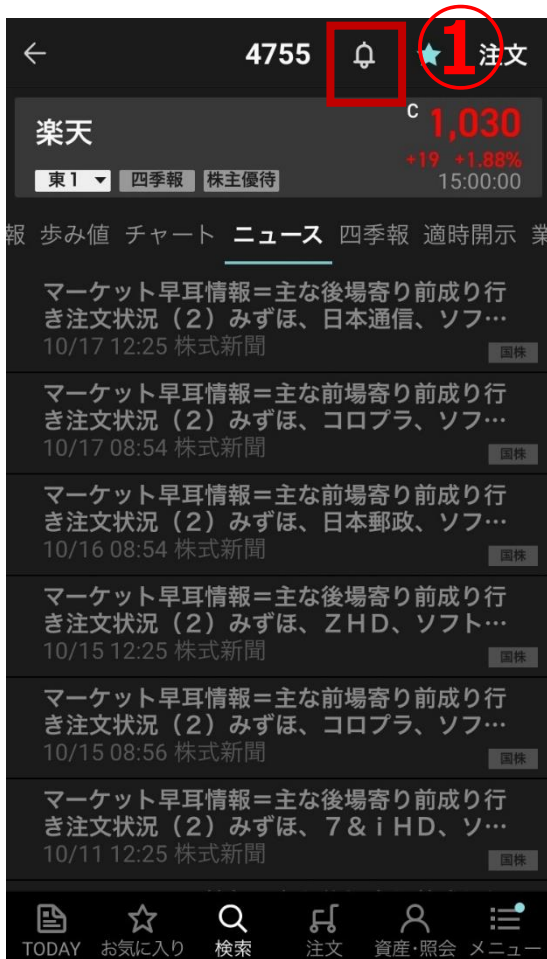 4755
①
注文
楽天
C 1,030
+19 +1.88%
東1 ▼ 四季報 株主優待
15:00:00
報 歩み値 チャート ニュース 四季報 適時開示 業
マーケット早耳情報＝主な後場寄り前成り行
き注文状況（２）みずほ、日本通信、ソフ…
10/17 12:25 株式新聞
国株
マーケット早耳情報＝主な前場寄り前成り行
き注文状況（２）みずほ、コロプラ、ソフ…
10/17 08:54 株式新聞
国株
マーケット早耳情報＝主な前場寄り前成り行
き注文状況（２）みずほ、日本郵政、ソフ…
10/16 08:54 株式新聞
国株
マーケット早耳情報＝主な後場寄り前成り行
き注文状況（２）みずほ、ＺＨＤ、ソフト…
10/15 12:25 株式新聞
国株
マーケット早耳情報＝主な前場寄り前成り行
き注文状況（２）みずほ、コロプラ、ソフ…
10/15 08:56 株式新聞
国株
マーケット早耳情報＝主な後場寄り前成り行
き注文状況（２）みずほ、７＆ｉＨＤ、ソ…
10/11 12:25 株式新聞
国株
TODAY お気に入り 検索 注文 資産・照会 メニュー